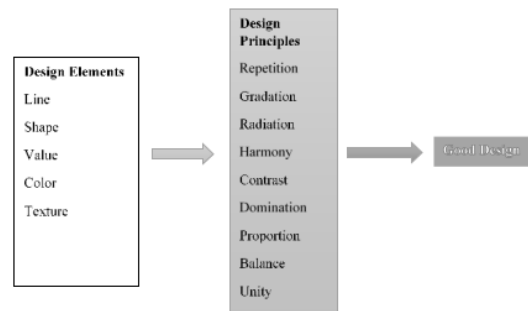 Design Elements
Line
Shape
Value
Color
Texture
Design
Principles
Repetition
Gradation
Radiation
Harmony
Contrast
Domination
Proportion
Balance
Unity
Good Design